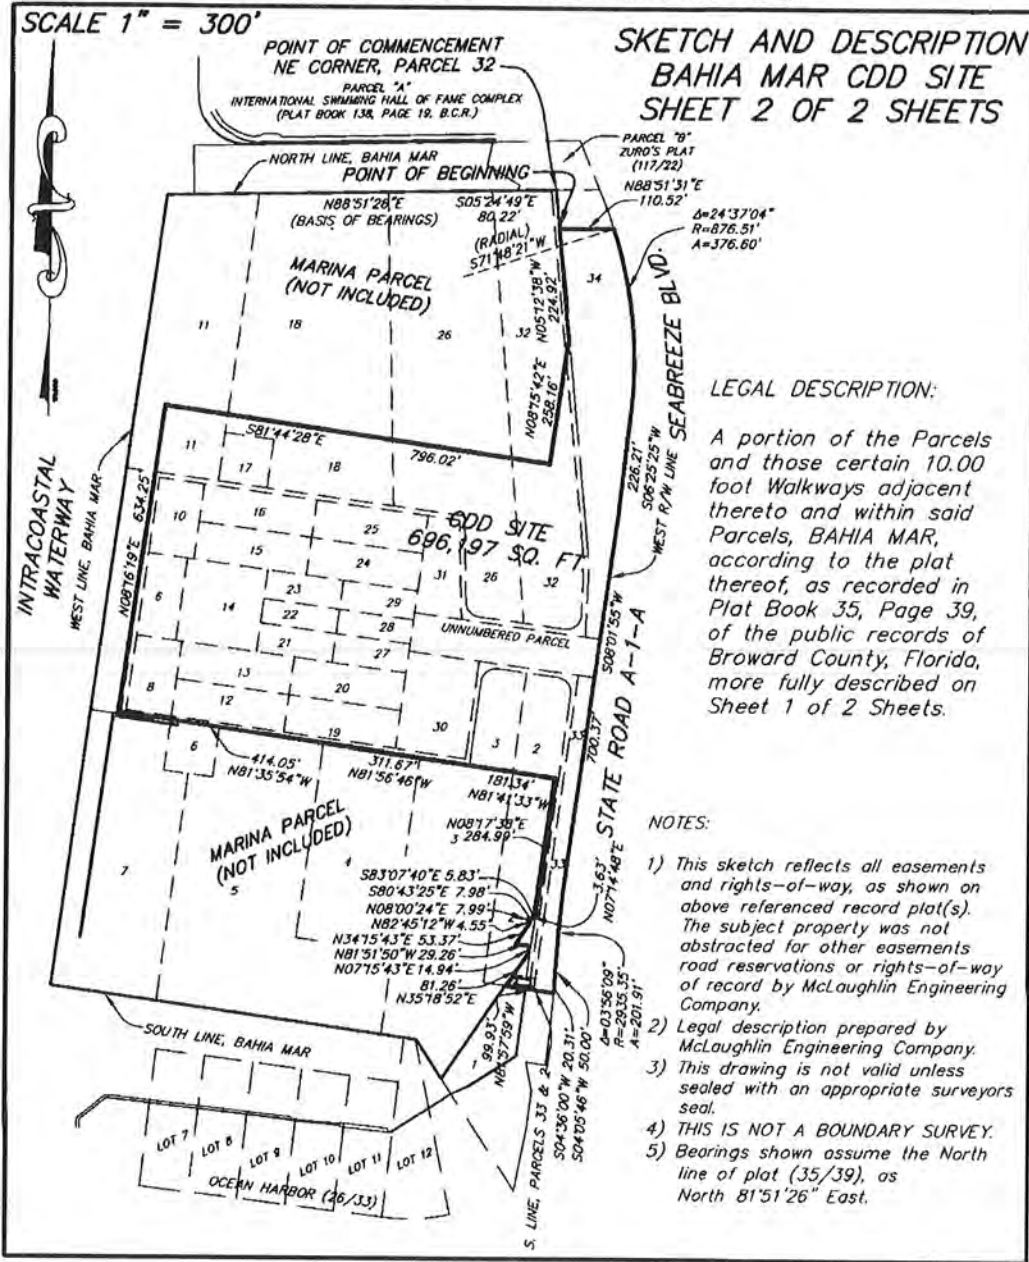 SCALE 1" = 300'
SKETCH AND DESCRIPTION
BAHIA MAR CDD SITE
SHEET 2 OF 2 SHEETS
POINT OF COMMENCEMENT
NE CORNER, PARCEL 32
PARCEL "A"
INTERNATIONAL SWIMMING HALL OF FAME COMPLEX
(PLAT BOOK 138, PAGE 19, B.C.R.)
PARCEL "B"
ZURO'S PLAT
(117/22)
NORTH LINE, BAHIA MAR
POINT OF BEGINNING
N88°51'31"E
110.52'
N88°51'26"E
(BASIS OF BEARINGS)
S05°24'49"E
80.22'
Δ=24°37'04"
R=876.51'
A=376.60'
(RADIAL)
S71°48'21"W
MARINA PARCEL
(NOT INCLUDED)
N05°12'38"W
224.92'
34
11
18
26
32
N08°15'42"E
258.16'
WEST R/W LINE SEABREEZE BLVD.
226.21'
S06°25'25"W
LEGAL DESCRIPTION:
A portion of the Parcels
and those certain 10.00
foot Walkways adjacent
thereto and within said
Parcels, BAHIA MAR,
according to the plat
thereof, as recorded in
Plat Book 35, Page 39,
of the public records of
Broward County, Florida,
more fully described on
Sheet 1 of 2 Sheets.
INTRACOASTAL
WATERWAY
WEST LINE, BAHIA MAR
634.25'
N08°16'19"E
S81°44'28"E
796.02'
11
17
18
10
16
25
CDD SITE
SQ. FT
15
24
31
26
32
6
14
23
29
22
28
UNNUMBERED PARCEL
21
27
13
20
8
12
30
3
2
33
19
S08°01'55"W
700.37'
STATE ROAD A-1-A
6
414.05'
N81°35'54"W
311.67'
N81°56'46"W
181.34'
N81°41'33"W
N08°17'38"E
3 284.99'
MARINA PARCEL
(NOT INCLUDED)
7
5
4
33
3.63'
N07°14'48"E
S83°07'40"E 5.83'
S80°43'25"E 7.98'
N08°00'24"E 7.99'
N82°45'12"W 4.55'
N34°15'43"E 53.37'
N81°51'50"W 29.26'
N07°15'43"E 14.94'
81.26'
N35°18'52"E
99.93'
1
Δ=03°56'09"
R=2935.35'
A=201.91'
S04°36'00"W 20.31'
S04°05'46"W 50.00'
S. LINE, PARCELS 33 & 2
SOUTH LINE, BAHIA MAR
LOT 7
LOT 8
LOT 9
LOT 10
LOT 11
LOT 12
OCEAN HARBOR (26/33)
NOTES:
1) This sketch reflects all easements
and rights-of-way, as shown on
above referenced record plat(s).
The subject property was not
abstracted for other easements
road reservations or rights-of-way
of record by McLaughlin Engineering
Company.
2) Legal description prepared by
McLaughlin Engineering Company.
3) This drawing is not valid unless
sealed with an appropriate surveyors
seal.
4) THIS IS NOT A BOUNDARY SURVEY.
5) Bearings shown assume the North
line of plat (35/39), as
North 81°51'26" East.